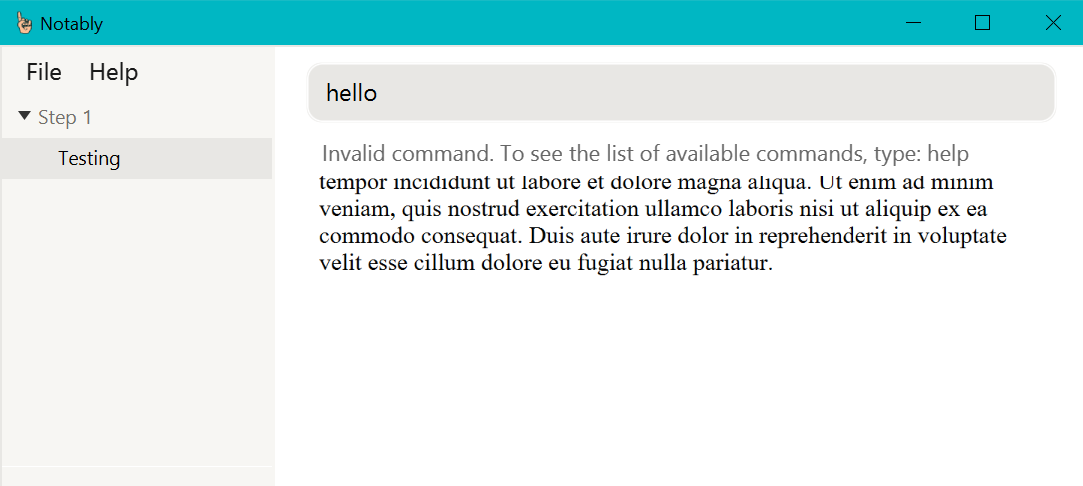 Notably
File Help
Step 1
Testing
hello
Invalid command. To see the list of available commands, type: help
tempor incididunt ut labore et dolore magna aliqua. Ut enim ad minim
veniam, quis nostrud exercitation ullamco laboris nisi ut aliquip ex ea
commodo consequat. Duis aute irure dolor in reprehenderit in voluptate
velit esse cillum dolore eu fugiat nulla pariatur.